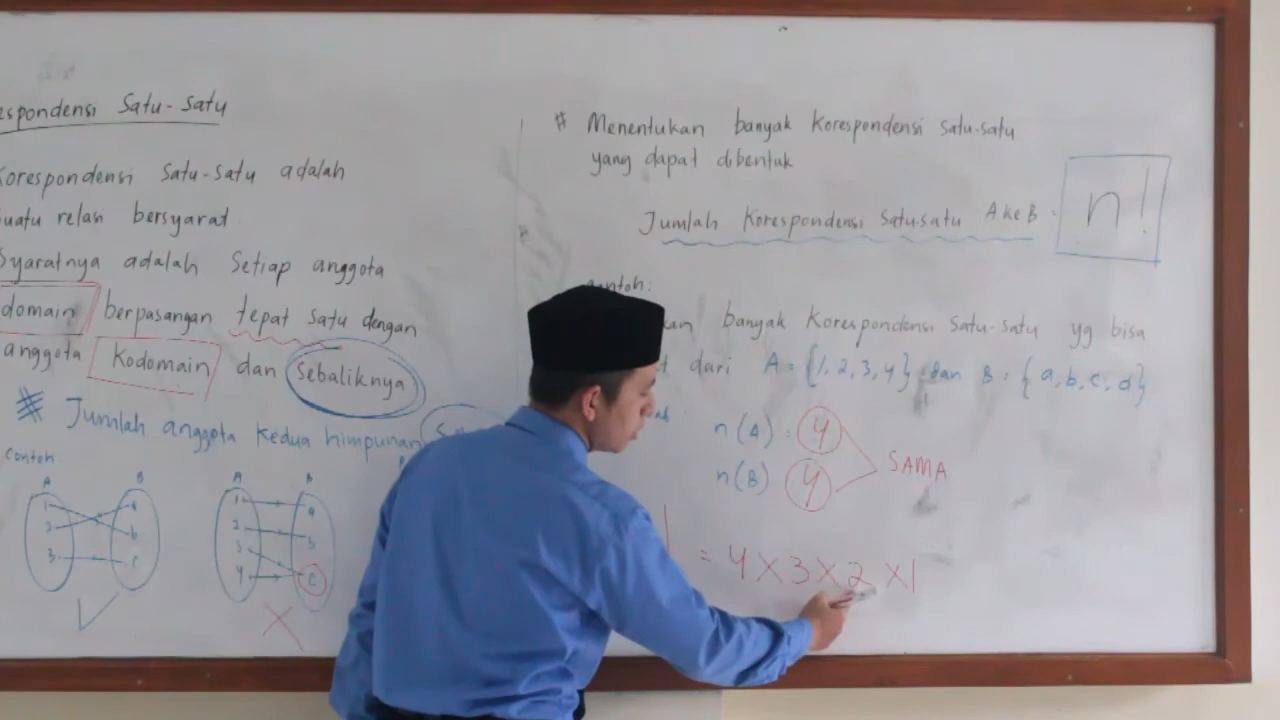 espondensi Satu-Satu
Korespondensi Satu-satu adalah
suatu relasi bersyarat
Syaratnya adalah Setiap anggota
domain berpasangan tepat satu dengan
anggota Kodomain dan Sebaliknya
# Jumlah anggota kedua himpunan
Contoh
A B
1 a
2 b
3 c
A B
1 a
2 b
3 c
4
# Menentukan banyak Korespondensi Satu-satu
yang dapat dibentuk
Jumlah Korespondensi Satu-satu A ke B = n!
banyak Korespondensi Satu-satu yg bisa
dari A = {1, 2, 3, 4} dan B = {a, b, c, d}
n(A) = 4
n(B) 4
SAMA
= 4 × 3 × 2 × 1